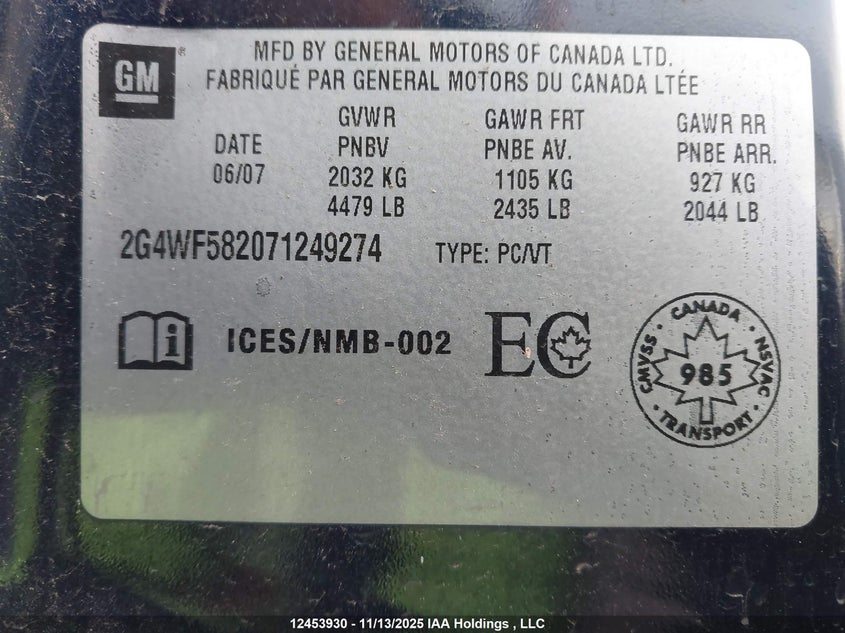 GM ®
MFD BY GENERAL MOTORS OF CANADA LTD.
FABRIQUÉ PAR GENERAL MOTORS DU CANADA LTÉE
DATE
06/07
GVWR
PNBV
2032 KG
4479 LB
GAWR FRT
PNBE AV.
1105 KG
2435 LB
GAWR RR
PNBE ARR.
927 KG
2044 LB
2G4WF582071249274 TYPE: PC/VT
i ICES/NMB-002 EC
CANADA
CMVSS · NSVAC
985
TRANSPORT
12453930 - 11/13/2025 IAA Holdings , LLC